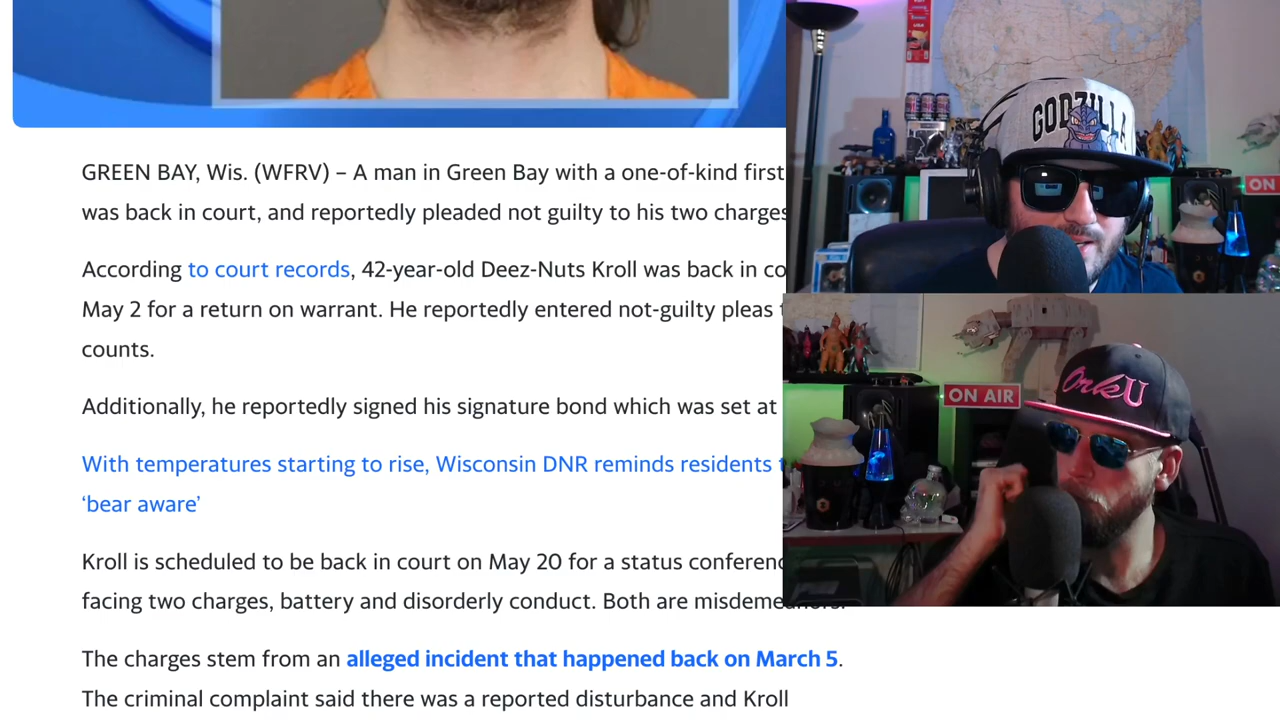 GREEN BAY, Wis. (WFRV) – A man in Green Bay with a one-of-kind first
was back in court, and reportedly pleaded not guilty to his two charges
According to court records, 42-year-old Deez-Nuts Kroll was back in co
May 2 for a return on warrant. He reportedly entered not-guilty pleas
counts.
Additionally, he reportedly signed his signature bond which was set at
With temperatures starting to rise, Wisconsin DNR reminds residents
‘bear aware’
Kroll is scheduled to be back in court on May 20 for a status conferenc
facing two charges, battery and disorderly conduct. Both are misdemeanors.
The charges stem from an alleged incident that happened back on March 5.
The criminal complaint said there was a reported disturbance and Kroll
GODZILLA
ON
ON AIR
OrkU